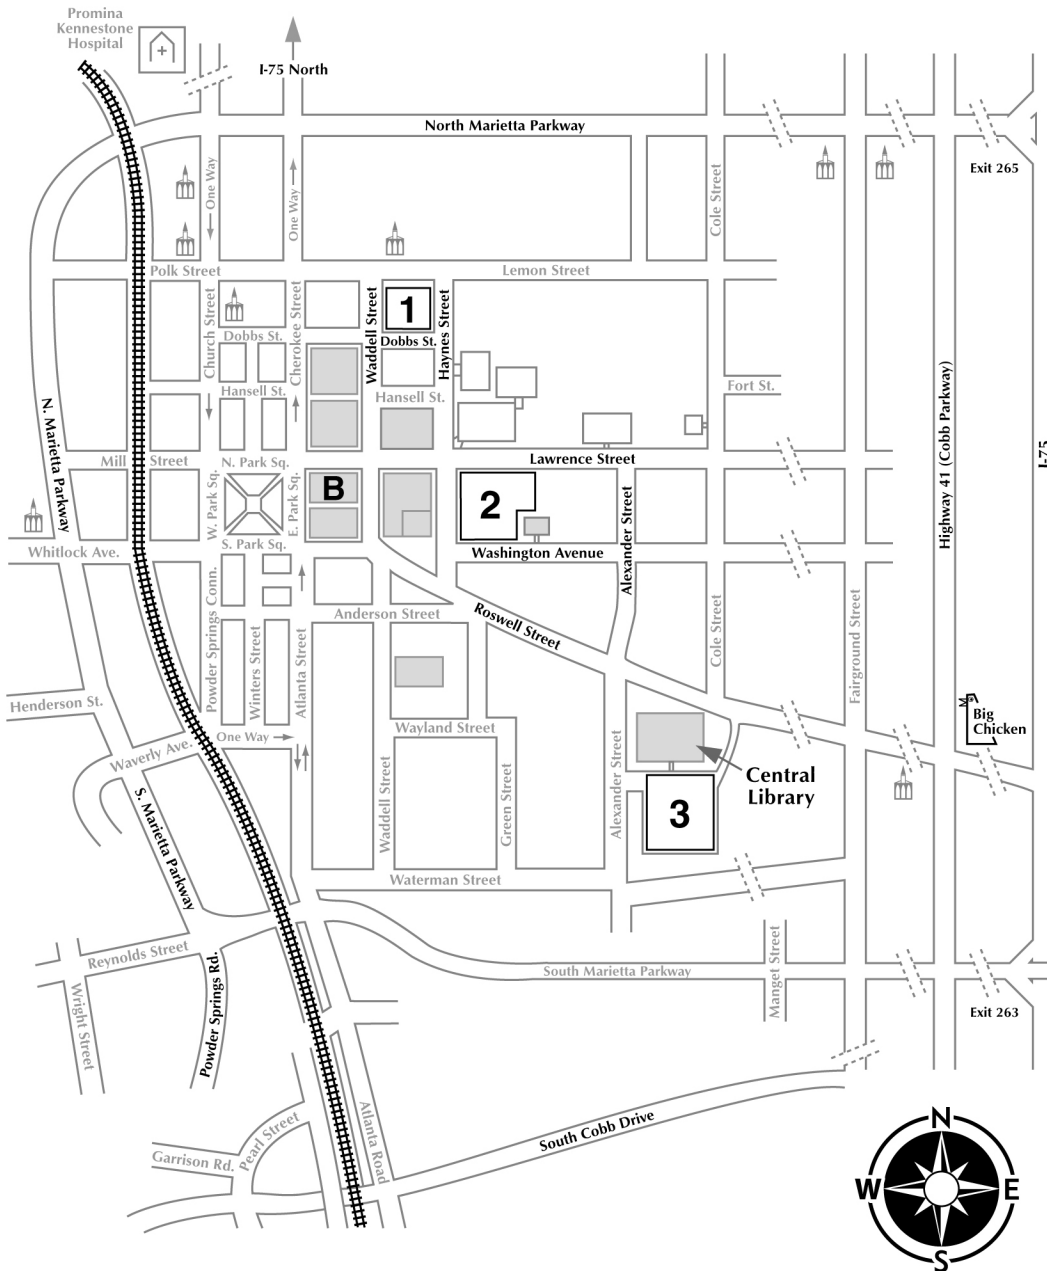 Promina
Kennestone
Hospital
I-75 North
North Marietta Parkway
Exit 265
One Way
One Way
Cole Street
Polk Street
Lemon Street
Church Street
Cherokee Street
Waddell Street
1
Haynes Street
Dobbs St.
Dobbs St.
Hansell St.
Hansell St.
Fort St.
N. Marietta Parkway
Highway 41 (Cobb Parkway)
I-75
Mill Street
N. Park Sq.
Lawrence Street
W. Park Sq.
E. Park Sq.
B
2
Alexander Street
S. Park Sq.
Whitlock Ave.
Washington Avenue
Powder Springs Conn.
Anderson Street
Roswell Street
Winters Street
Atlanta Street
Cole Street
Fairground Street
Henderson St.
Waverly Ave.
One Way
Wayland Street
Big
Chicken
Waddell Street
Green Street
Alexander Street
Central
Library
3
S. Marietta Parkway
Waterman Street
Reynolds Street
Powder Springs Rd.
Wright Street
South Marietta Parkway
Manget Street
Exit 263
Atlanta Road
Pearl Street
Garrison Rd.
South Cobb Drive
N
W
E
S